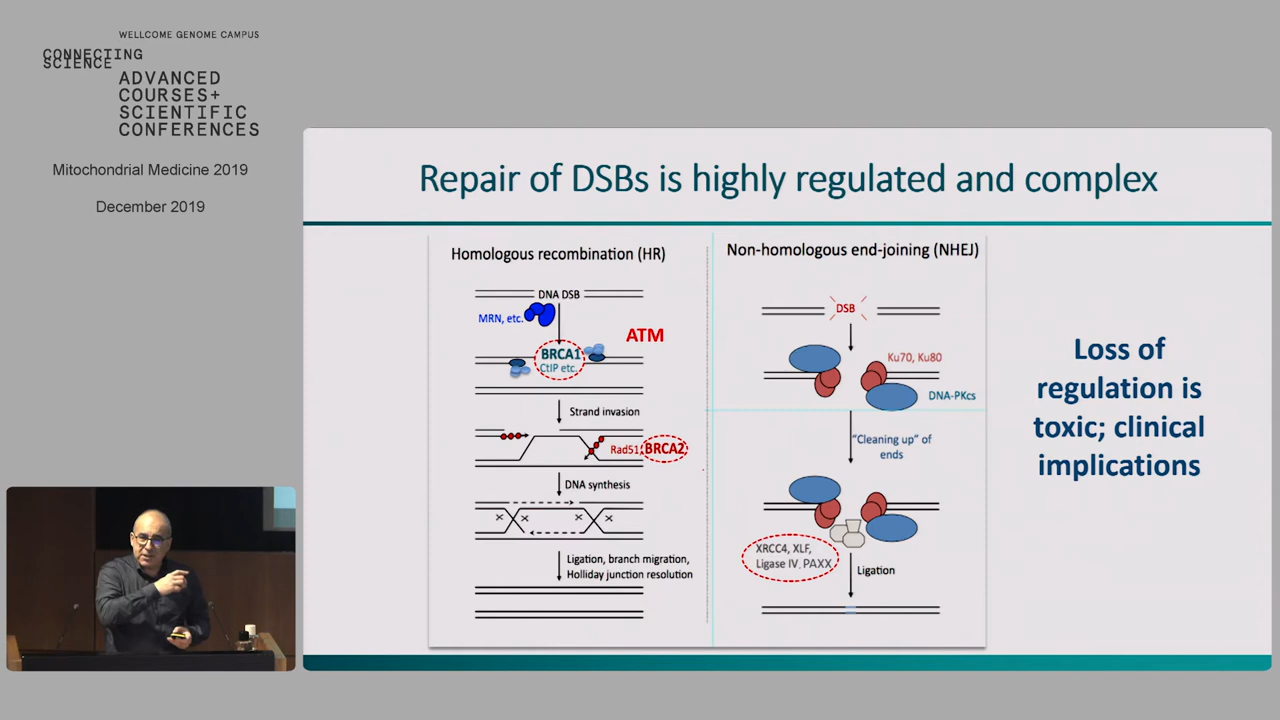 WELLCOME GENOME CAMPUS
CONNECTING
SCIENCE
ADVANCED
COURSES+
SCIENTIFIC
CONFERENCES
Mitochondrial Medicine 2019
December 2019
Repair of DSBs is highly regulated and complex
Homologous recombination (HR)
DNA DSB
MRN, etc.
ATM
BRCA1
CtIP etc.
Strand invasion
Rad51, BRCA2
DNA synthesis
Ligation, branch migration,
Holliday junction resolution
Non-homologous end-joining (NHEJ)
DSB
Ku70, Ku80
DNA-PKcs
"Cleaning up" of
ends
XRCC4, XLF,
Ligase IV, PAXX
Ligation
Loss of
regulation is
toxic; clinical
implications